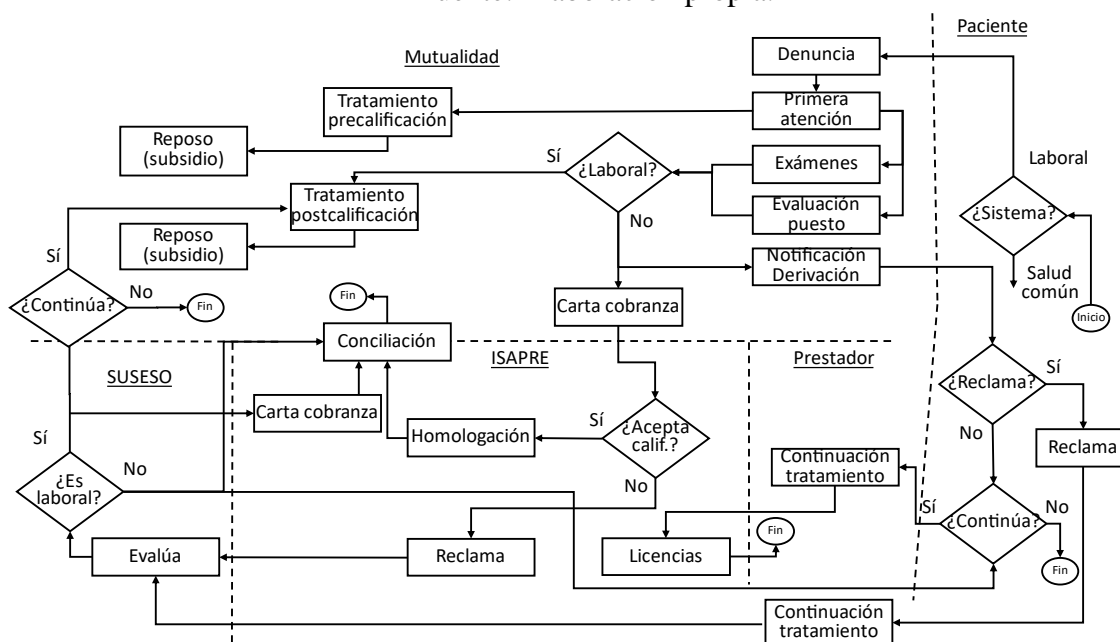 Paciente
Mutualidad
Denuncia
Tratamiento
precalificación
Primera
atención
Reposo
(subsidio)
Sí
¿Laboral?
Exámenes
Laboral
Tratamiento
postcalificación
Evaluación
puesto
¿Sistema?
No
Reposo
(subsidio)
Sí
Notificación
Derivación
Salud
común
¿Continúa?
No
Fin
Fin
Carta cobranza
Inicio
Conciliación
ISAPRE
Prestador
SUSESO
¿Reclama?
Sí
Carta cobranza
Sí
¿Acepta
calif.?
Homologación
Sí
No
Reclama
No
¿Es
laboral?
No
Continuación
tratamiento
Sí
¿Continúa?
No
Evalúa
Reclama
Licencias
Fin
Fin
Continuación
tratamiento